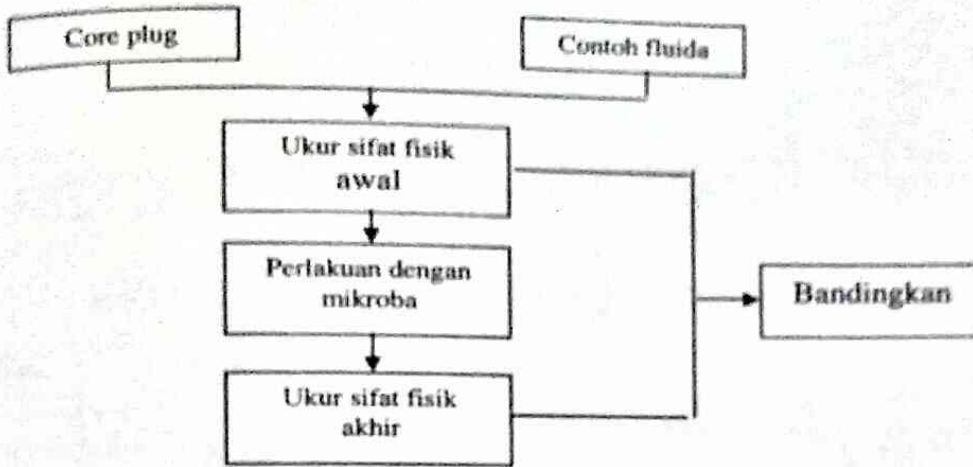 Core plug
Contoh fluida
Ukur sifat fisik
awal
Perlakuan dengan
mikroba
Bandingkan
Ukur sifat fisik
akhir